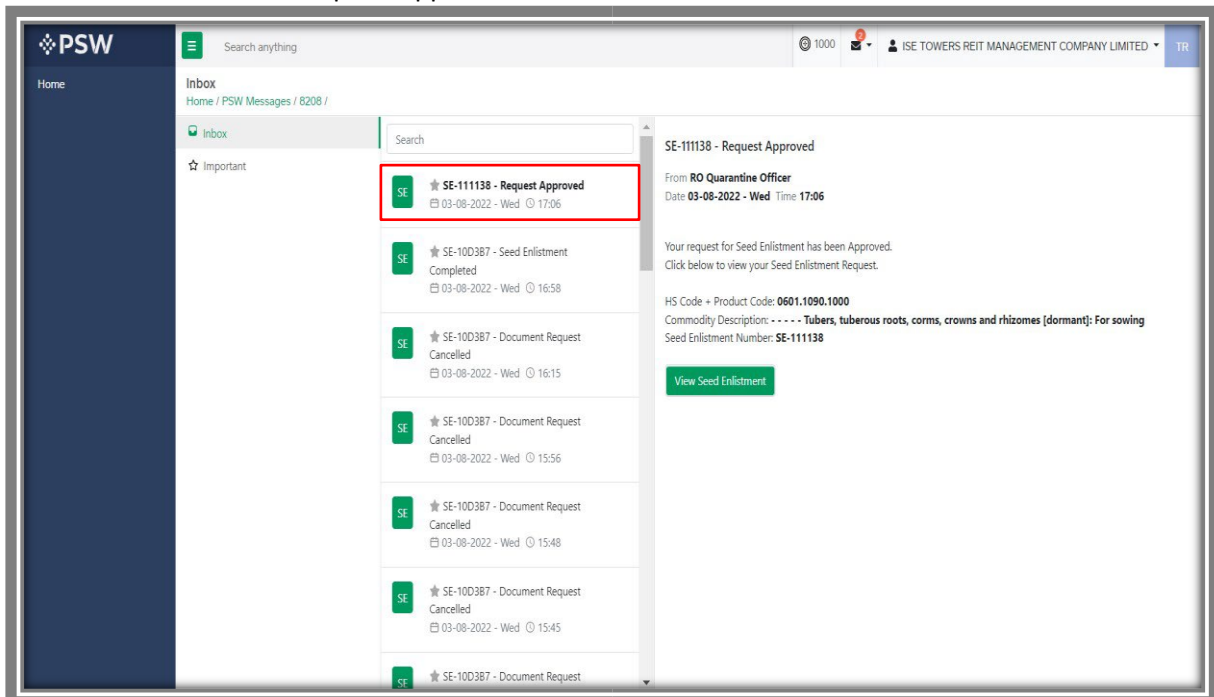 PSW
Search anything
1000
2
ISE TOWERS REIT MANAGEMENT COMPANY LIMITED
TR
Home
Inbox
Home / PSW Messages / 8208 /
Inbox
Important
Search
SE
SE-111138 - Request Approved
03-08-2022 - Wed 17:06
SE
SE-10D3B7 - Seed Enlistment
Completed
03-08-2022 - Wed 16:58
SE
SE-10D3B7 - Document Request
Cancelled
03-08-2022 - Wed 16:15
SE
SE-10D3B7 - Document Request
Cancelled
03-08-2022 - Wed 15:56
SE
SE-10D3B7 - Document Request
Cancelled
03-08-2022 - Wed 15:48
SE
SE-10D3B7 - Document Request
Cancelled
03-08-2022 - Wed 15:45
SE
SE-10D3B7 - Document Request
SE-111138 - Request Approved
From RO Quarantine Officer
Date 03-08-2022 - Wed Time 17:06
Your request for Seed Enlistment has been Approved.
Click below to view your Seed Enlistment Request.
HS Code + Product Code: 0601.1090.1000
Commodity Description: - - - - - Tubers, tuberous roots, corms, crowns and rhizomes [dormant]: For sowing
Seed Enlistment Number: SE-111138
View Seed Enlistment